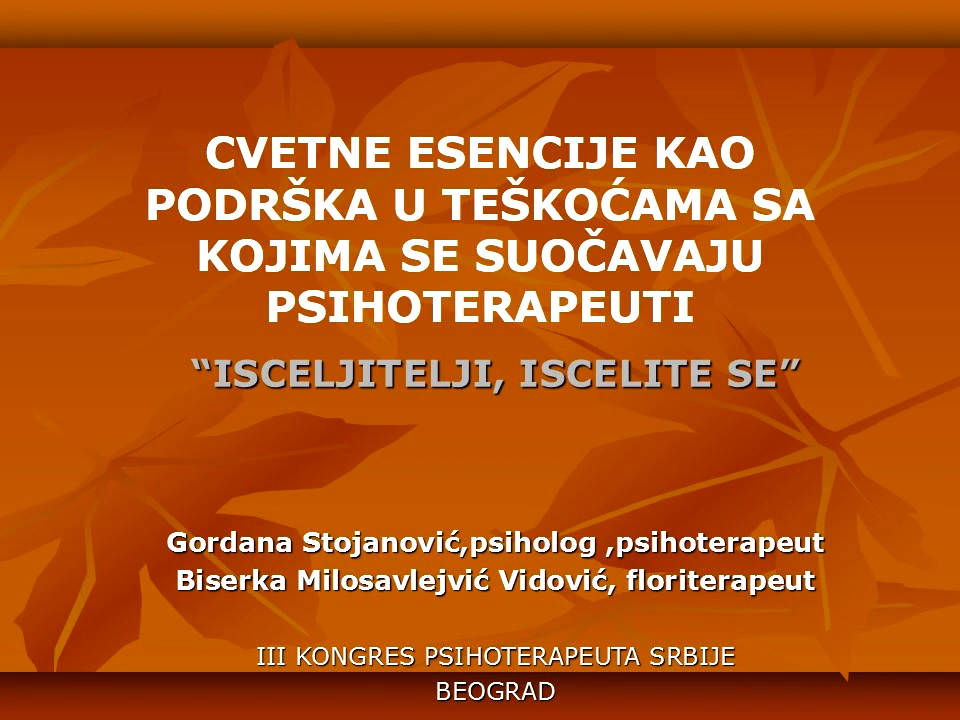 CVETNE ESENCIJE KAO
PODRŠKA U TEŠKOĆAMA SA
KOJIMA SE SUOČAVAJU
PSIHOTERAPEUTI
“ISCELJITELJI, ISCELITE SE”
Gordana Stojanović,psiholog ,psihoterapeut
Biserka Milosavlejvić Vidović, floriterapeut
III KONGRES PSIHOTERAPEUTA SRBIJE
BEOGRAD